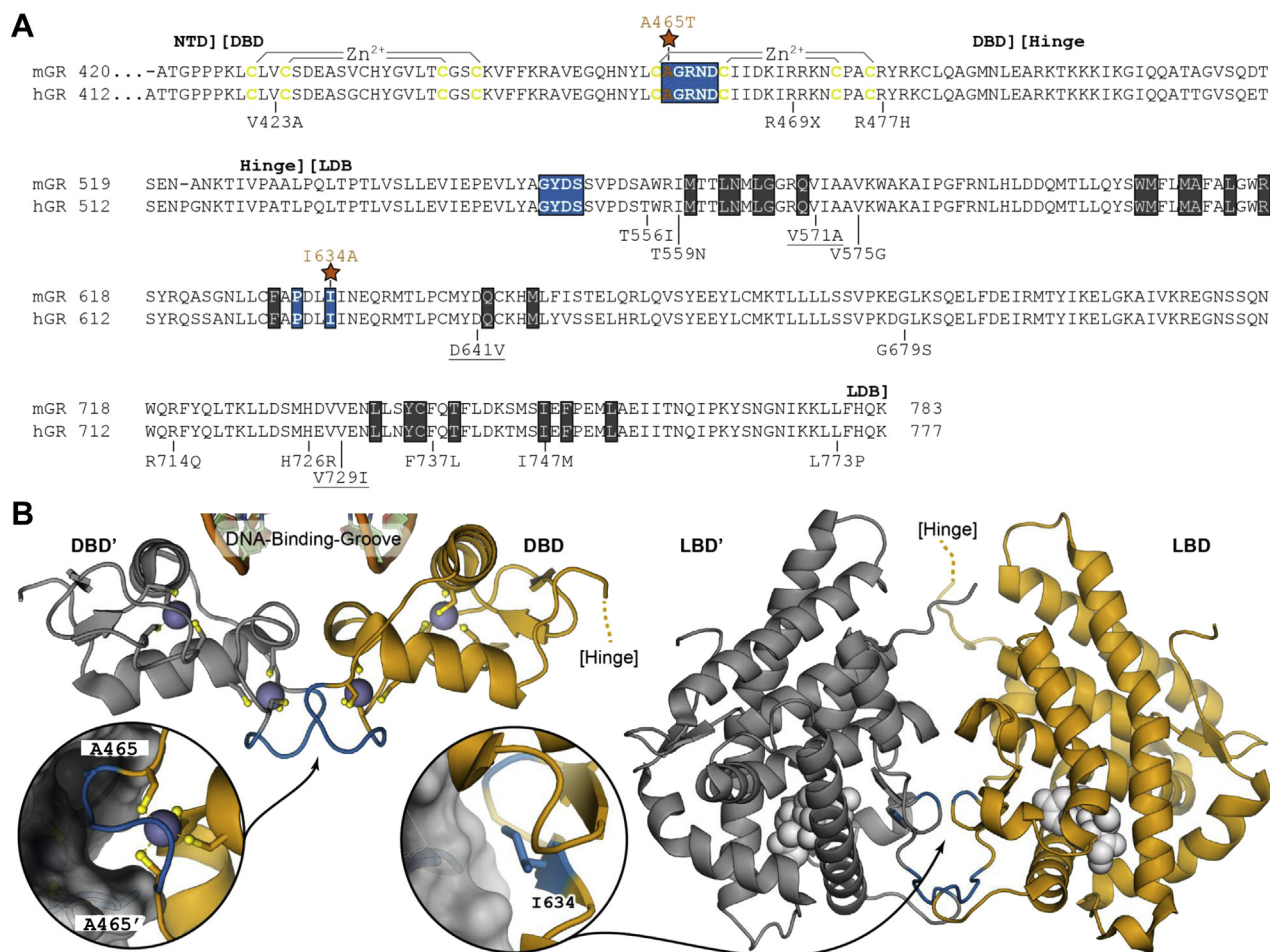 A
A465T
NTD][DBD Zn2+ Zn2+ DBD][Hinge
mGR 420...-ATGPPPKLCLVCSDEASVCHYGVLTCGSCKVFFKRAVEGQHNYLCAGRNDCIIDKIRRKNCPACRYRKCLQAGMNLEARKTKKKIKGIQQATAGVSQDT
hGR 412...-ATTGPPPKLCLVCSDEASGCHYGVLTCGSCKVFFKRAVEGQHNYLCAGRNDCIIDKIRRKNCPACRYRKCLQAGMNLEARKTKKKIKGIQQATTGVSQET
V423A R469X R477H
Hinge][LDB
mGR 519 SEN-ANKTIVPAALPQLTPTLVSLLEVIEPEVLYAGYDSSVPDSAWRIMTTLNMLGGRQVIAAVKWAKAIPGFRNLHLDDQMTLLQYSWMFLMAFALGWR
hGR 512 SENPGNKTIVPATLPQLTPTLVSLLEVIEPEVLYAGYDSSVPDSTWRIMTTLNMLGGRQVIAAVKWAKAIPGFRNLHLDDQMTLLQYSWMFLMAFALGWR
T556I V571A
T559N V575G
I634A
mGR 618 SYRQASGNLLCFAPDLIINEQRMTLPCMYDQCKHMLFISTELQRLQVSYEEYLCMKTLLLLSSVPKEGLKSQELFDEIRMTYIKELGKAIVKREGNSSQN
hGR 612 SYRQSSANLLCFAPDLIINEQRMTLPCMYDQCKHMLYVSSELHRLQVSYEEYLCMKTLLLLSSVPKDGLKSQELFDEIRMTYIKELGKAIVKREGNSSQN
D641V G679S
LDB]
mGR 718 WQRFYQLTKLLDSMHDVVENLLSYCFQTFLDKSMSIEFPEMLAEIITNQIPKYSNGNIKKLLFHQK 783
hGR 712 WQRFYQLTKLLDSMHEVVENLLNYCFQTFLDKTMSIEFPEMLAEIITNQIPKYSNGNIKKLLFHQK 777
R714Q H726R F737L I747M L773P
V729I
B
DBD' DNA-Binding-Groove DBD LBD' [Hinge] LBD
[Hinge]
A465
I634
A465'